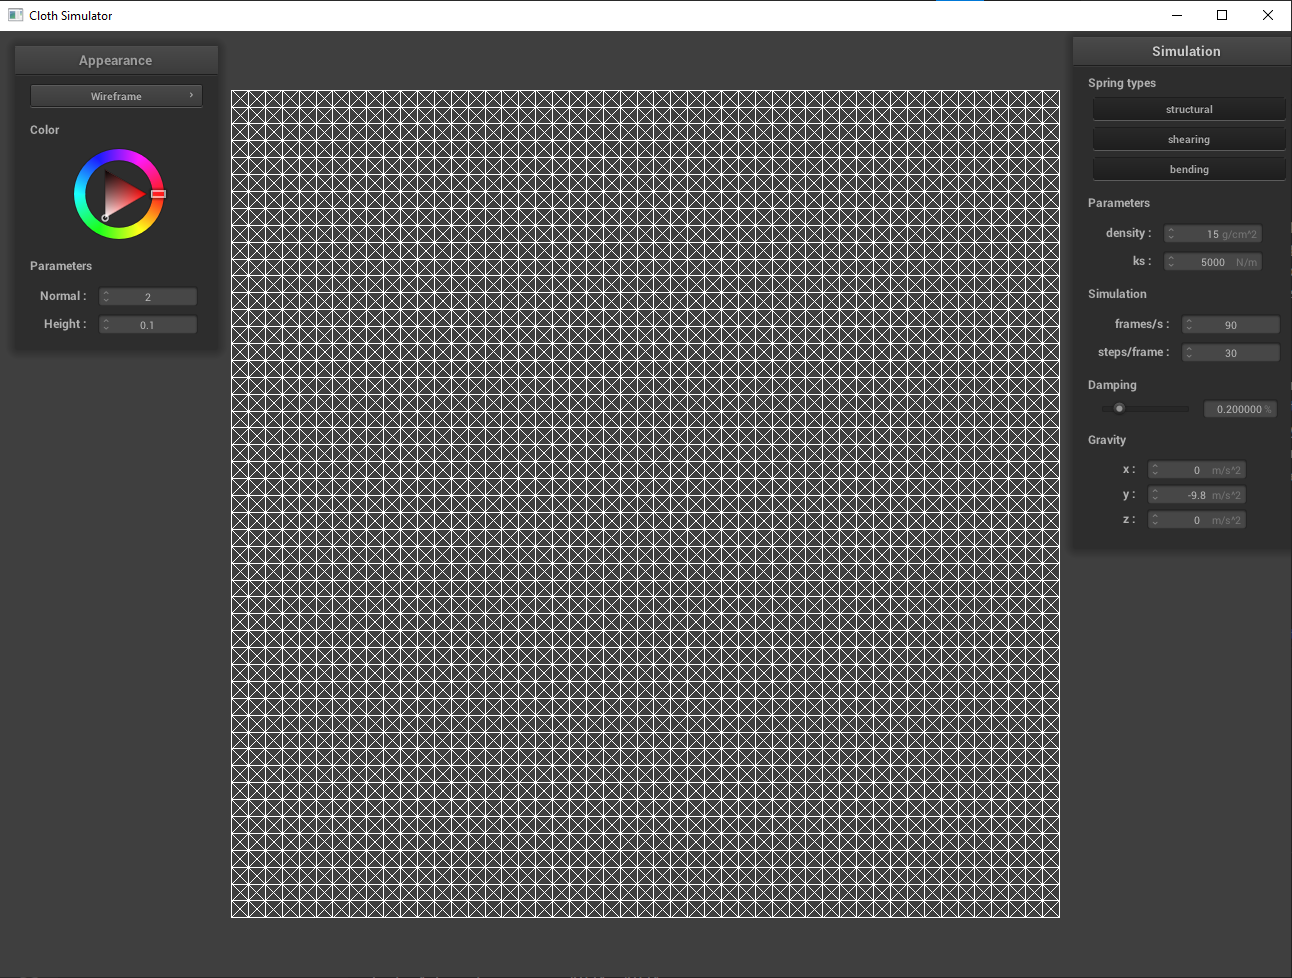 Cloth Simulator
Appearance
Wireframe
Color
Parameters
Normal : 2
Height : 0.1
Simulation
Spring types
structural
shearing
bending
Parameters
density : 15 g/cm^2
ks : 5000 N/m
Simulation
frames/s : 90
steps/frame : 30
Damping
0.200000 %
Gravity
x : 0 m/s^2
y : -9.8 m/s^2
z : 0 m/s^2